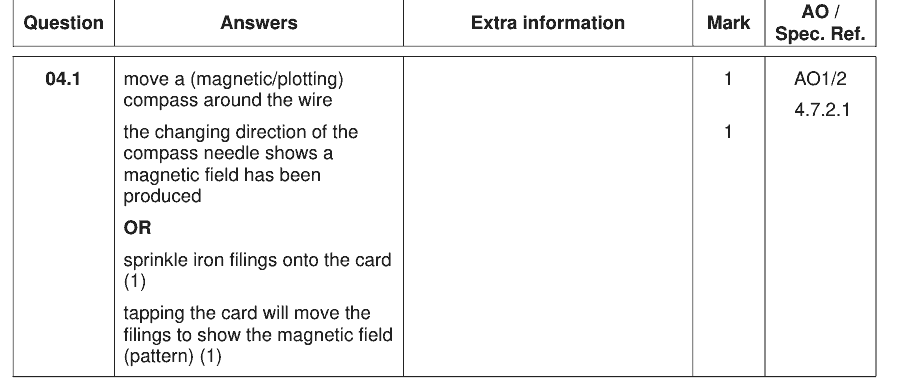 Question Answers Extra information Mark AO /
Spec. Ref.
04.1 move a (magnetic/plotting) 1 AO1/2
compass around the wire
4.7.2.1
the changing direction of the 1
compass needle shows a
magnetic field has been
produced
OR
sprinkle iron filings onto the card
(1)
tapping the card will move the
filings to show the magnetic field
(pattern) (1)